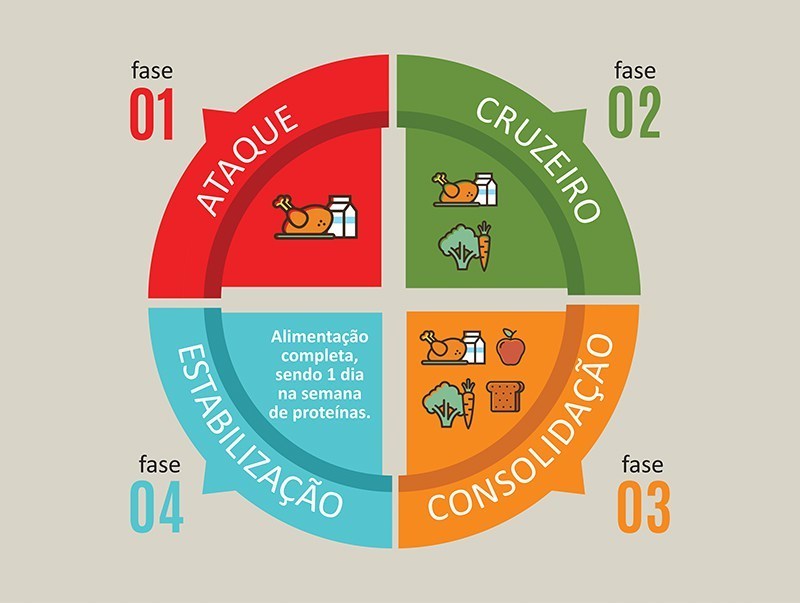 fase
01
ATAQUE
fase
02
CRUZEIRO
Alimentação
completa,
sendo 1 dia
na semana
de proteínas.
ESTABILIZAÇÃO
fase
04
CONSOLIDAÇÃO
fase
03